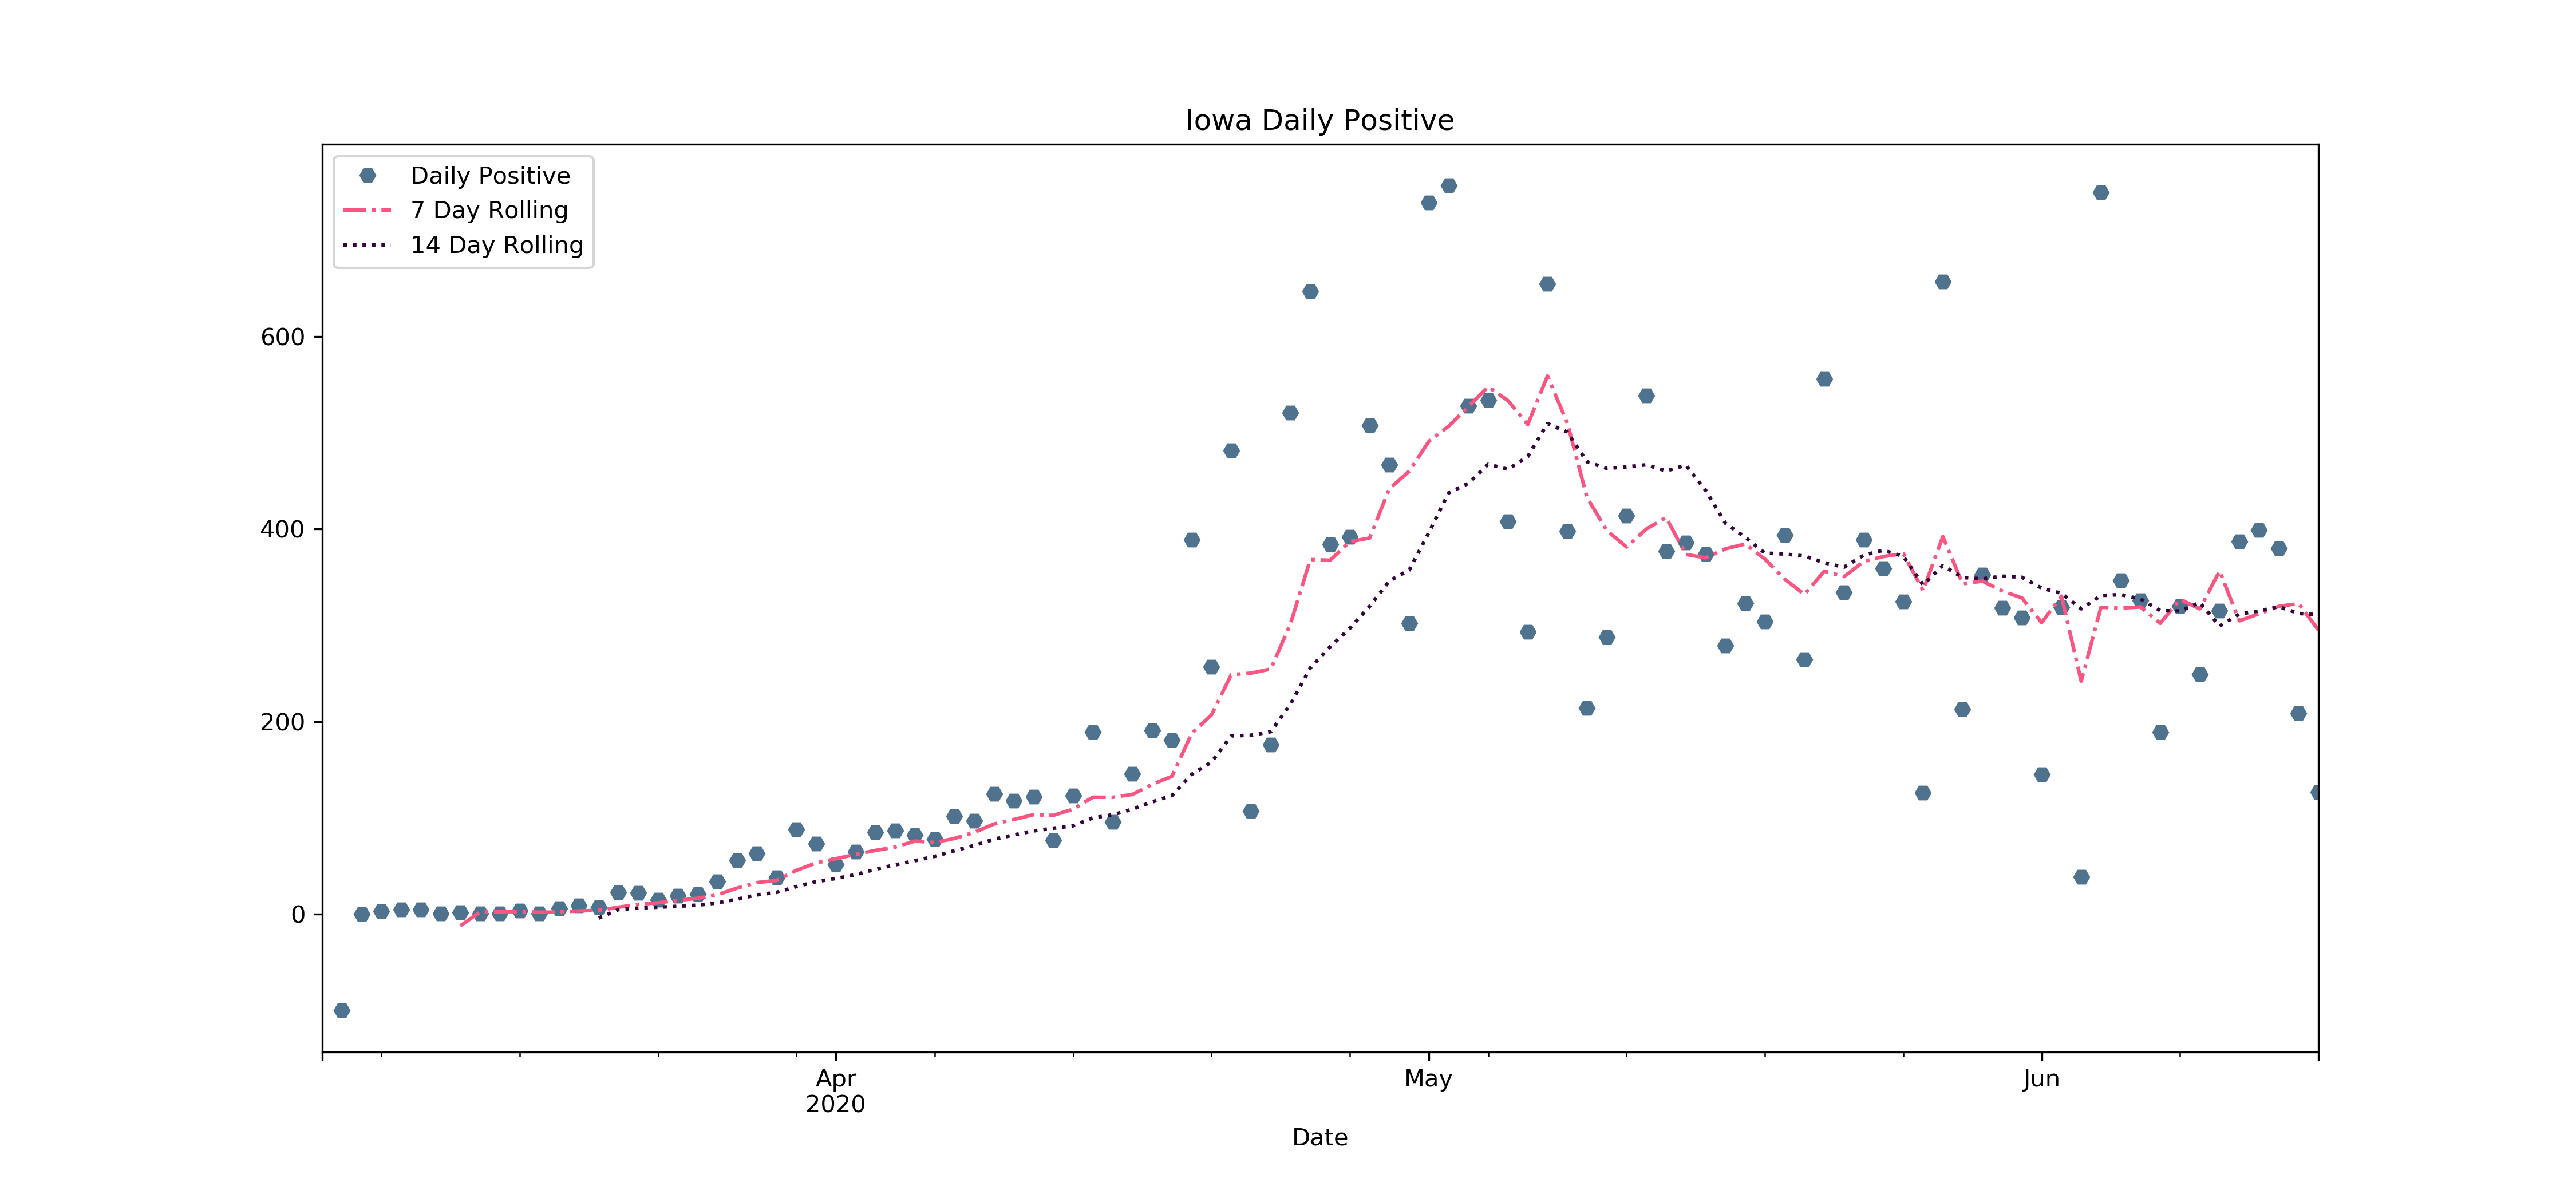 Iowa Daily Positive
Daily Positive
7 Day Rolling
14 Day Rolling
600
400
200
0
Apr
2020
May
Jun
Date